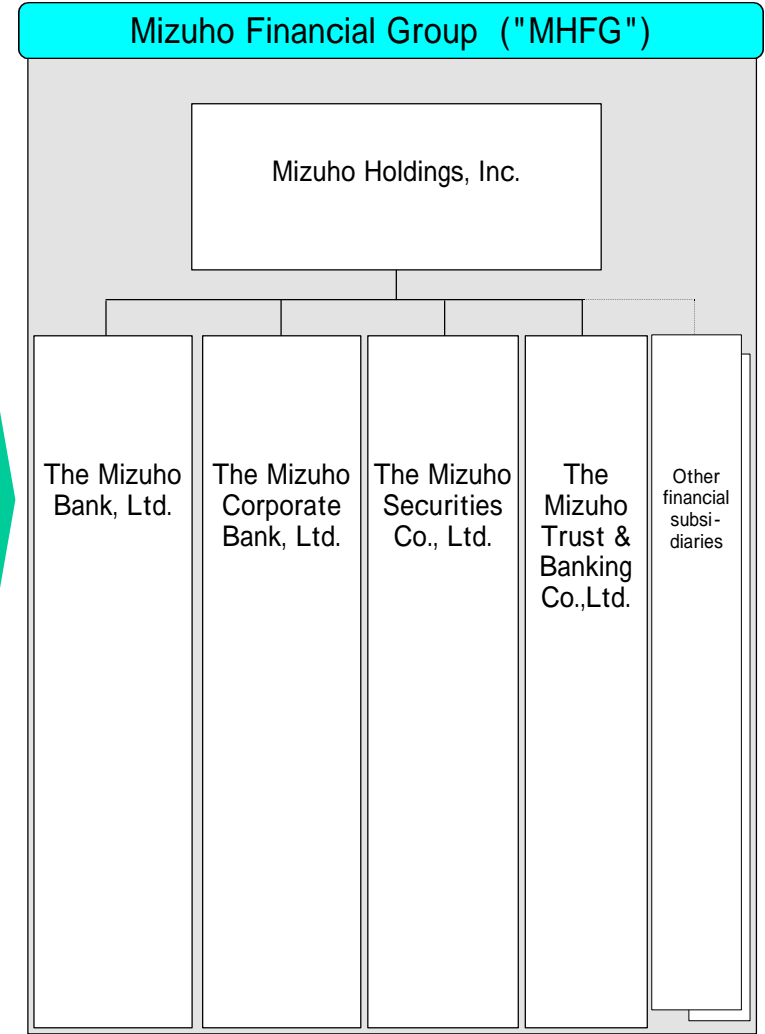 Mizuho Financial Group ("MHFG")
Mizuho Holdings, Inc.
The Mizuho
Bank, Ltd.
The Mizuho
Corporate
Bank, Ltd.
The Mizuho
Securities
Co., Ltd.
The
Mizuho
Trust &
Banking
Co.,Ltd.
Other
financial
subsi-
diaries